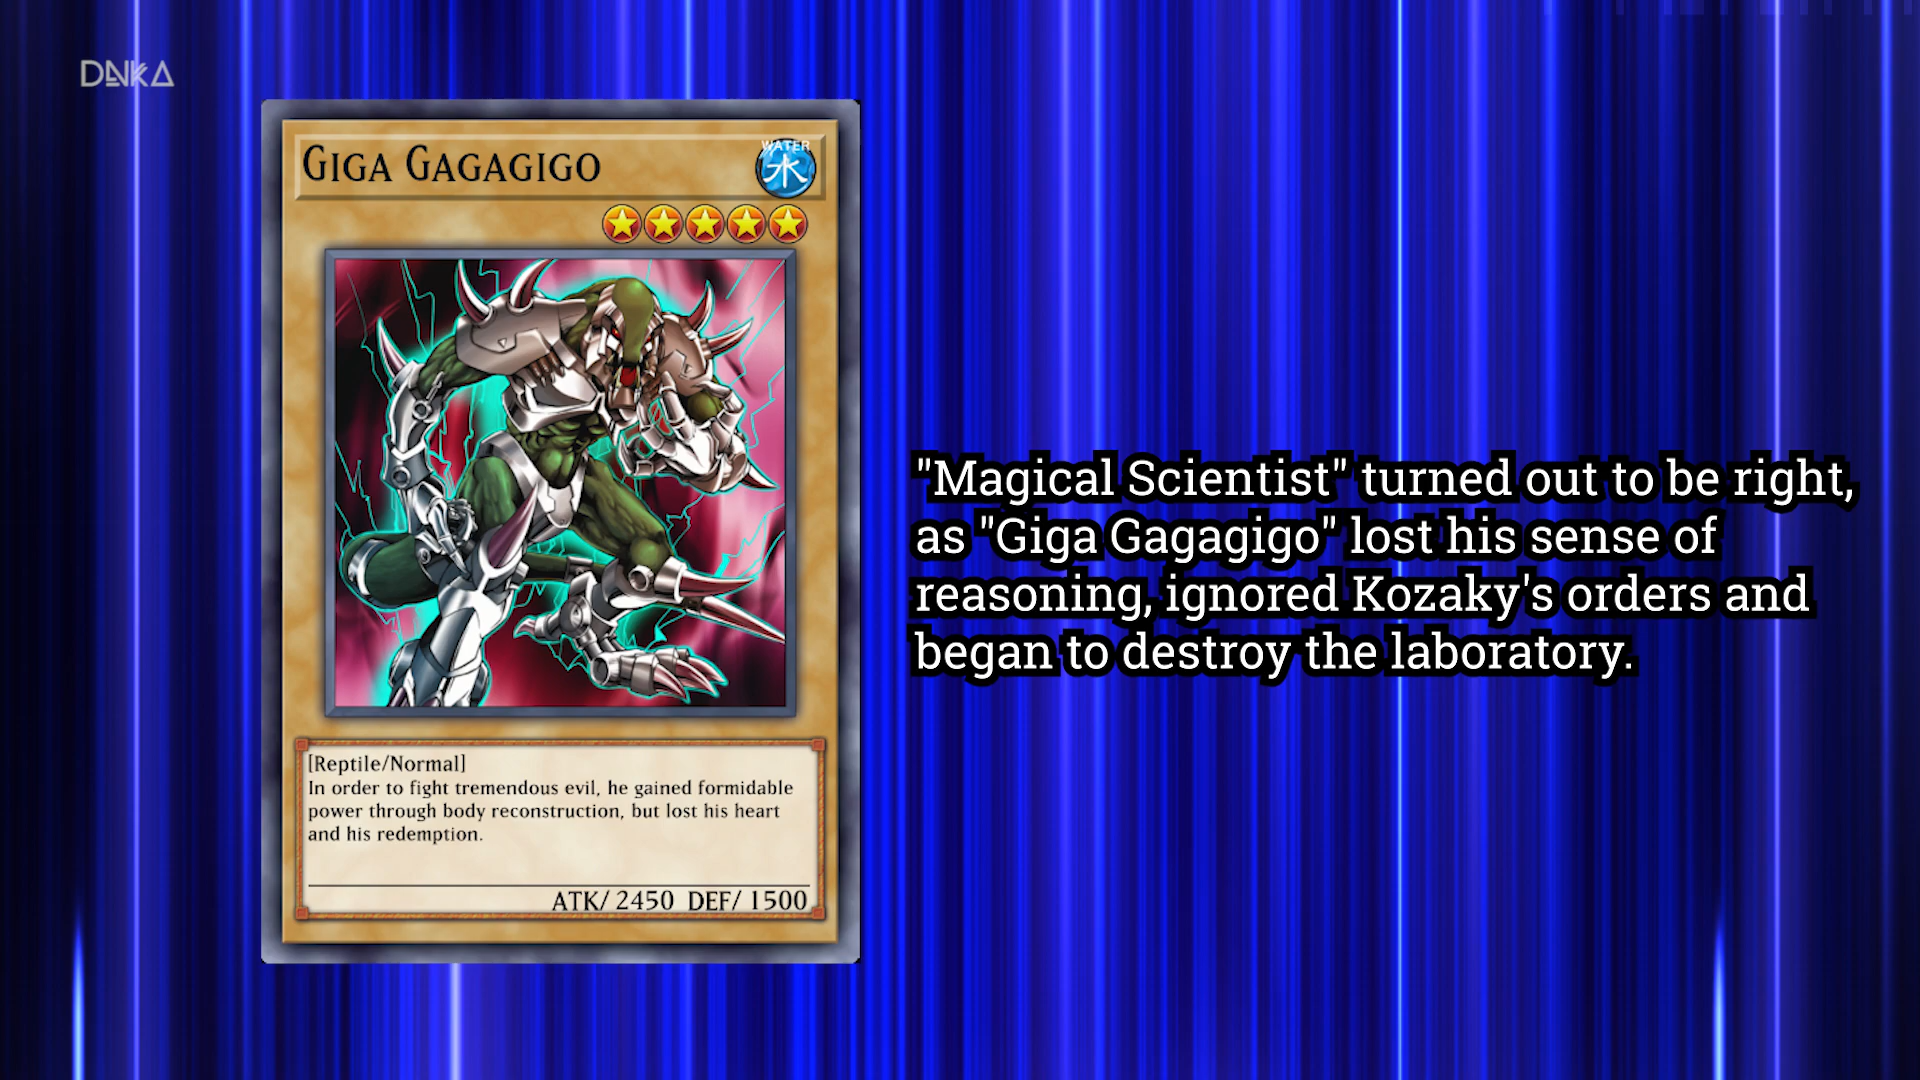 DNKA
GIGA GAGAGIGO
WATER
水
"Magical Scientist" turned out to be right,
as "Giga Gagagigo" lost his sense of
reasoning, ignored Kozaky's orders and
began to destroy the laboratory.
[Reptile/Normal]
In order to fight tremendous evil, he gained formidable
power through body reconstruction, but lost his heart
and his redemption.
ATK/ 2450 DEF/ 1500